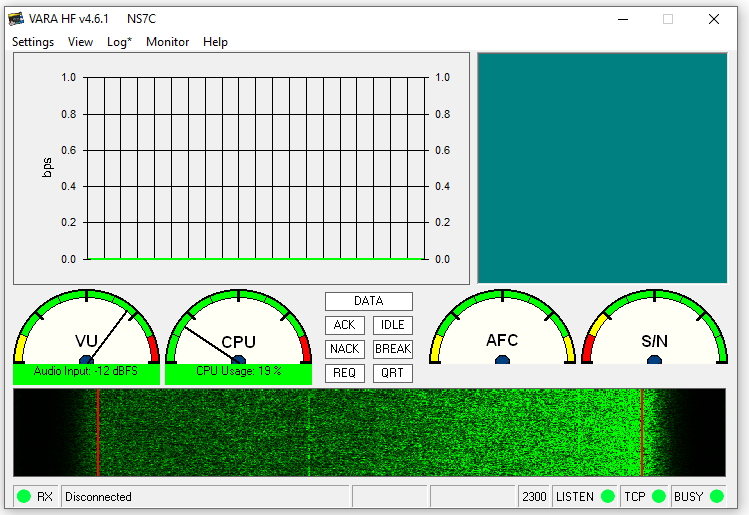 VARA HF v4.6.1 NS7C
Settings View Log* Monitor Help
1.0 1.0
0.8 0.8
0.6 0.6
bps
0.4 0.4
0.2 0.2
0.0 0.0
DATA
ACK IDLE
NACK BREAK
REQ QRT
VU CPU AFC S/N
Audio Input: -12 dBFS CPU Usage: 19 %
RX Disconnected 2300 LISTEN TCP BUSY